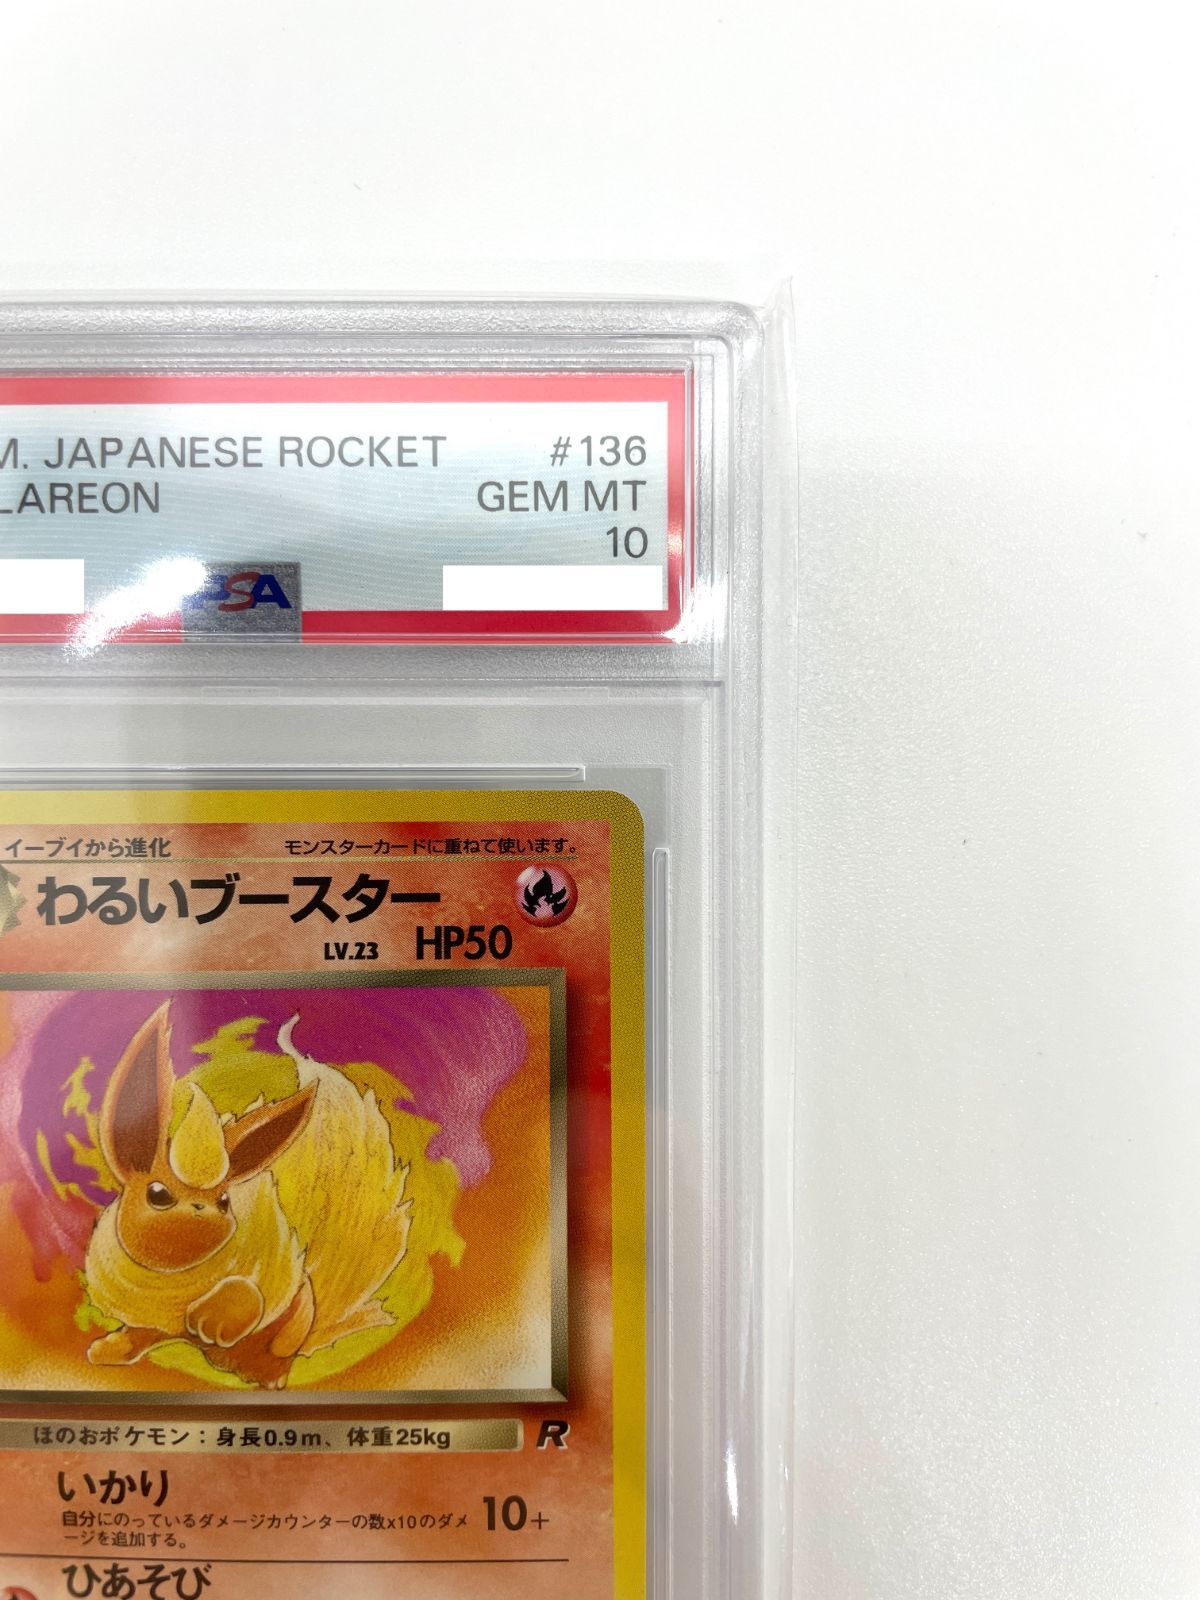 M. JAPANESE ROCKET #136
LAREON GEM MT
10
PSA
イーブイから進化 モンスターカードに重ねて使います。
わるいブースター
LV.23 HP50
ほのおポケモン：身長0.9m、体重25kg R
いかり
自分にのっているダメージカウンターの数x10のダメ
ージを追加する。
10+
ひあそび